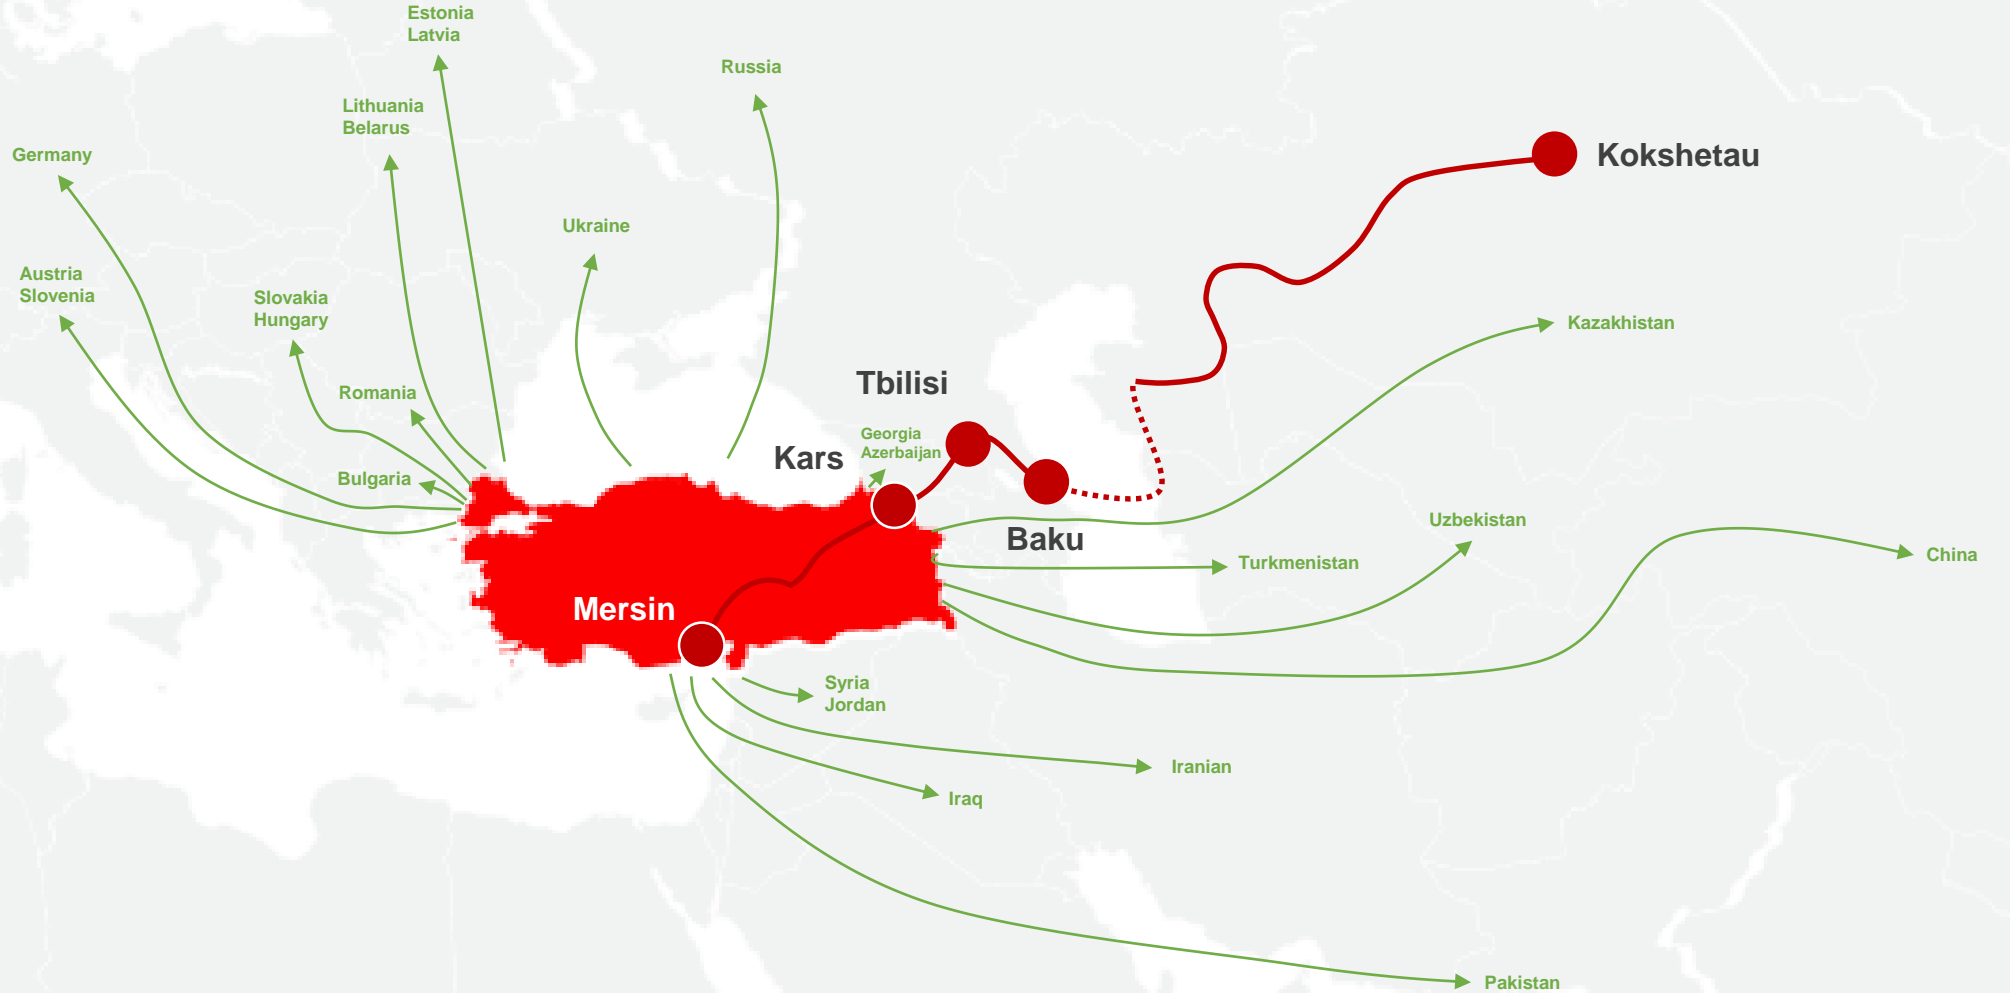 Estonia
Latvia
Russia
Lithuania
Belarus
Germany
Kokshetau
Ukraine
Austria
Slovenia
Slovakia
Hungary
Kazakhistan
Tbilisi
Romania
Georgia
Azerbaijan
Kars
Bulgaria
Uzbekistan
Baku
China
Turkmenistan
Mersin
Syria
Jordan
Iranian
Iraq
Pakistan